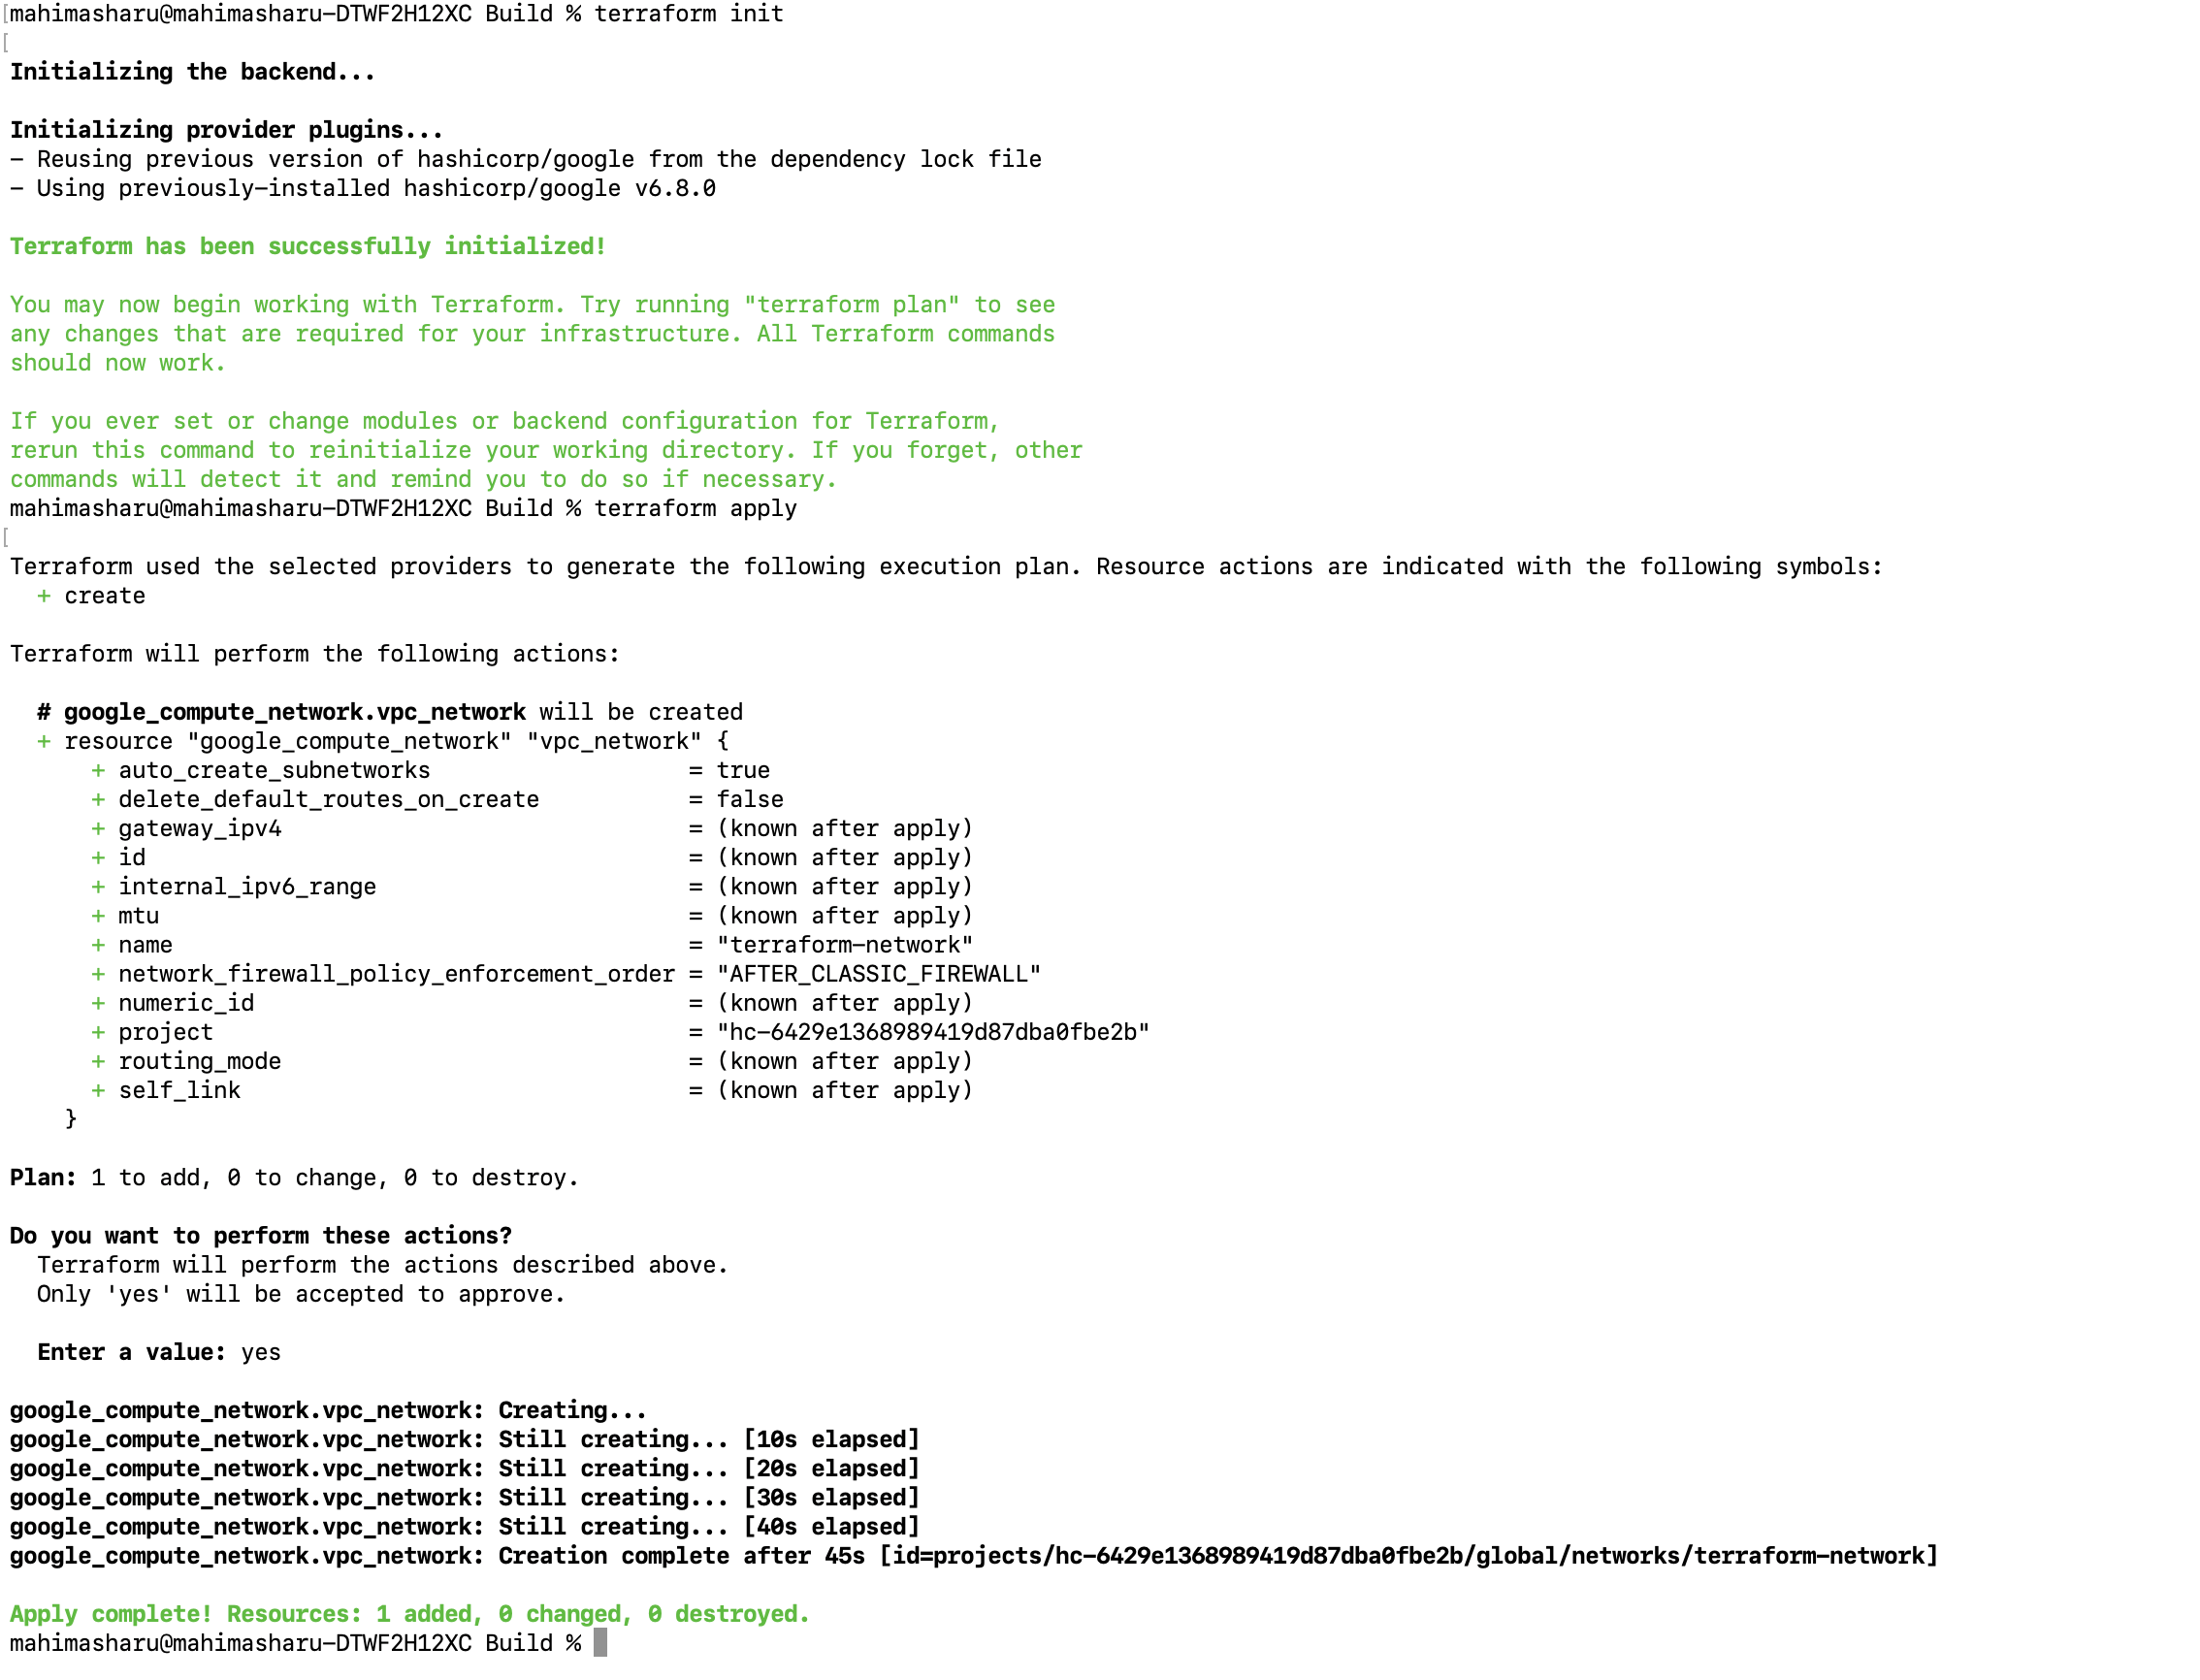 mahimasharu@mahimasharu-DTWF2H12XC Build % terraform init
Initializing the backend...
Initializing provider plugins...
- Reusing previous version of hashicorp/google from the dependency lock file
- Using previously-installed hashicorp/google v6.8.0
Terraform has been successfully initialized!
You may now begin working with Terraform. Try running "terraform plan" to see
any changes that are required for your infrastructure. All Terraform commands
should now work.
If you ever set or change modules or backend configuration for Terraform,
rerun this command to reinitialize your working directory. If you forget, other
commands will detect it and remind you to do so if necessary.
mahimasharu@mahimasharu-DTWF2H12XC Build % terraform apply
Terraform used the selected providers to generate the following execution plan. Resource actions are indicated with the following symbols:
  + create
Terraform will perform the following actions:
  # google_compute_network.vpc_network will be created
  + resource "google_compute_network" "vpc_network" {
      + auto_create_subnetworks                   = true
      + delete_default_routes_on_create           = false
      + gateway_ipv4                              = (known after apply)
      + id                                        = (known after apply)
      + internal_ipv6_range                       = (known after apply)
      + mtu                                       = (known after apply)
      + name                                      = "terraform-network"
      + network_firewall_policy_enforcement_order = "AFTER_CLASSIC_FIREWALL"
      + numeric_id                                = (known after apply)
      + project                                   = "hc-6429e1368989419d87dba0fbe2b"
      + routing_mode                              = (known after apply)
      + self_link                                 = (known after apply)
    }
Plan: 1 to add, 0 to change, 0 to destroy.
Do you want to perform these actions?
  Terraform will perform the actions described above.
  Only 'yes' will be accepted to approve.
  Enter a value: yes
google_compute_network.vpc_network: Creating...
google_compute_network.vpc_network: Still creating... [10s elapsed]
google_compute_network.vpc_network: Still creating... [20s elapsed]
google_compute_network.vpc_network: Still creating... [30s elapsed]
google_compute_network.vpc_network: Still creating... [40s elapsed]
google_compute_network.vpc_network: Creation complete after 45s [id=projects/hc-6429e1368989419d87dba0fbe2b/global/networks/terraform-network]
Apply complete! Resources: 1 added, 0 changed, 0 destroyed.
mahimasharu@mahimasharu-DTWF2H12XC Build %